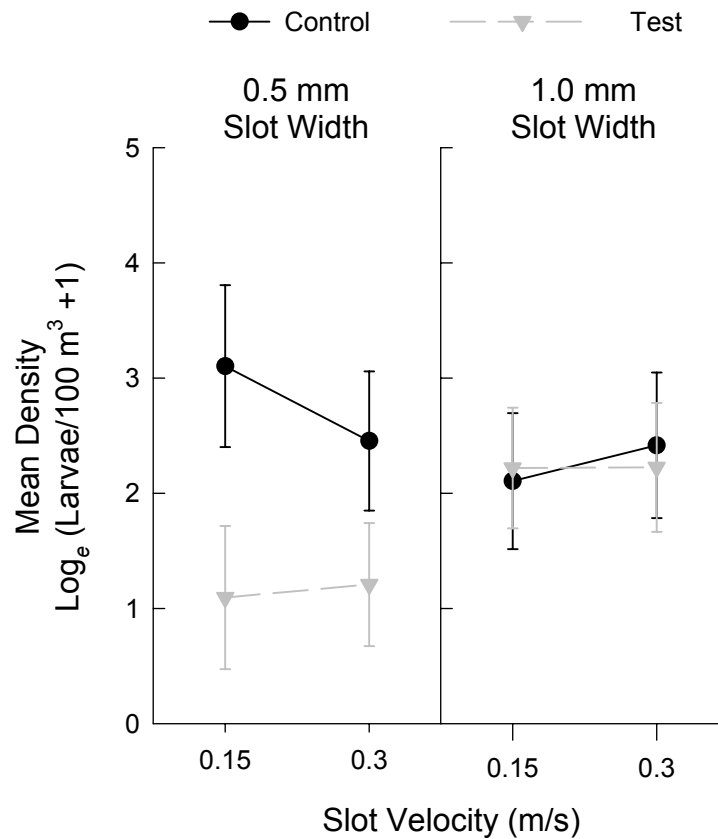 Control
Test
0.5 mm
Slot Width
1.0 mm
Slot Width
Mean Density
Logₑ (Larvae/100 m³ +1)
5
4
3
2
1
0
0.15
0.3
0.15
0.3
Slot Velocity (m/s)